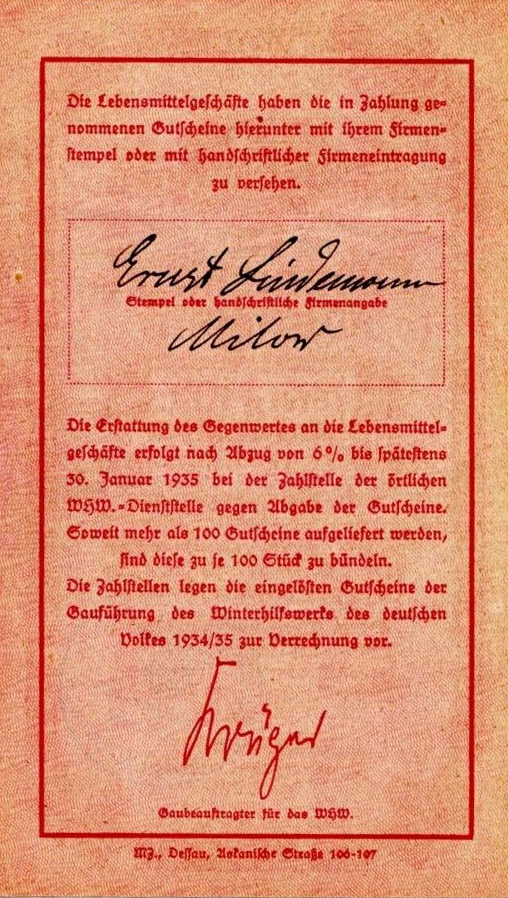 Die Lebensmittelgeschäfte haben die in Zahlung ge-
nommenen Gutscheine hierunter mit ihrem Firmen-
stempel oder mit handschriftlicher Firmeneintragung
zu versehen.
Ernst Lindemann
Stempel oder handschriftliche Firmenangabe
Milow
Die Erstattung des Gegenwertes an die Lebensmittel-
geschäfte erfolgt nach Abzug von 6% bis spätestens
30. Januar 1935 bei der Zahlstelle der örtlichen
WHW.-Dienststelle gegen Abgabe der Gutscheine.
Soweit mehr als 100 Gutscheine aufgeliefert werden,
sind diese zu je 100 Stück zu bündeln.
Die Zahlstellen legen die eingelösten Gutscheine der
Gauführung des Winterhilfswerks des deutschen
Volkes 1934/35 zur Verrechnung vor.
Krüger
Gaubeauftragter für das WHW.
MZ., Dessau, Askanische Straße 106-107